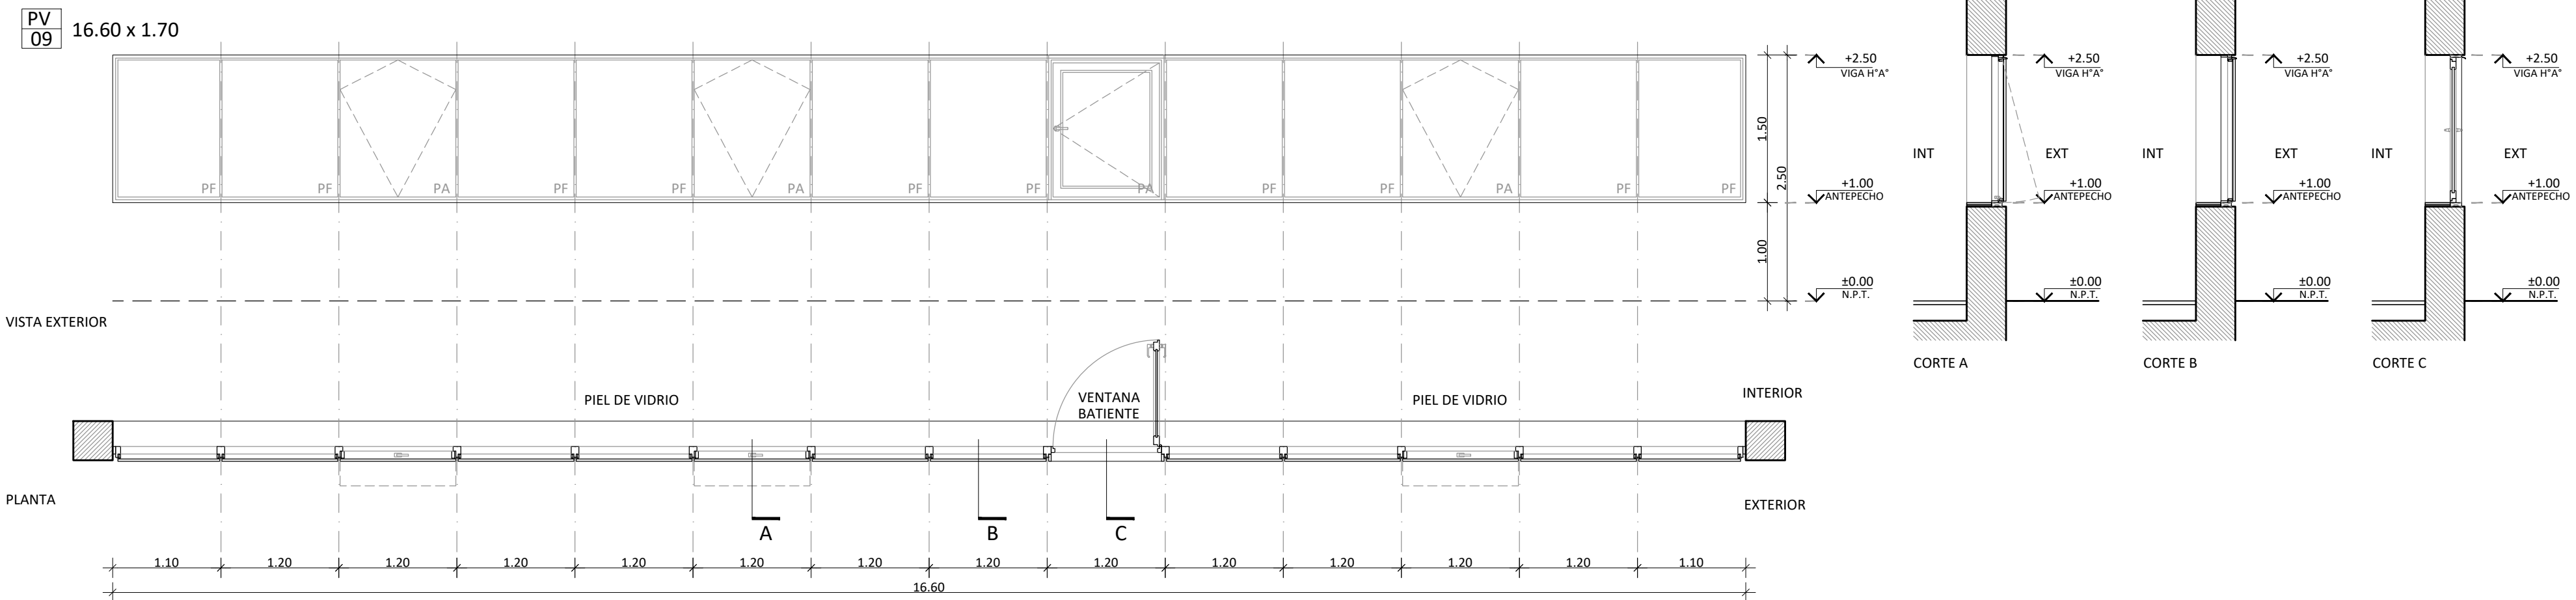 PV
09
16.60 x 1.70
PF
PF
PA
PF
PF
PA
PF
PF
PA
PF
PF
PA
PF
PF
1.50
2.50
1.00
+2.50
VIGA H°A°
+1.00
ANTEPECHO
±0.00
N.P.T.
VISTA EXTERIOR
INT
EXT
+2.50
VIGA H°A°
+1.00
ANTEPECHO
±0.00
N.P.T.
CORTE A
INT
EXT
+2.50
VIGA H°A°
+1.00
ANTEPECHO
±0.00
N.P.T.
CORTE B
INT
EXT
+2.50
VIGA H°A°
+1.00
ANTEPECHO
±0.00
N.P.T.
CORTE C
PIEL DE VIDRIO
VENTANA
BATIENTE
PIEL DE VIDRIO
INTERIOR
PLANTA
EXTERIOR
A
B
C
1.10
1.20
1.20
1.20
1.20
1.20
1.20
1.20
1.20
1.20
1.20
1.20
1.20
1.10
16.60